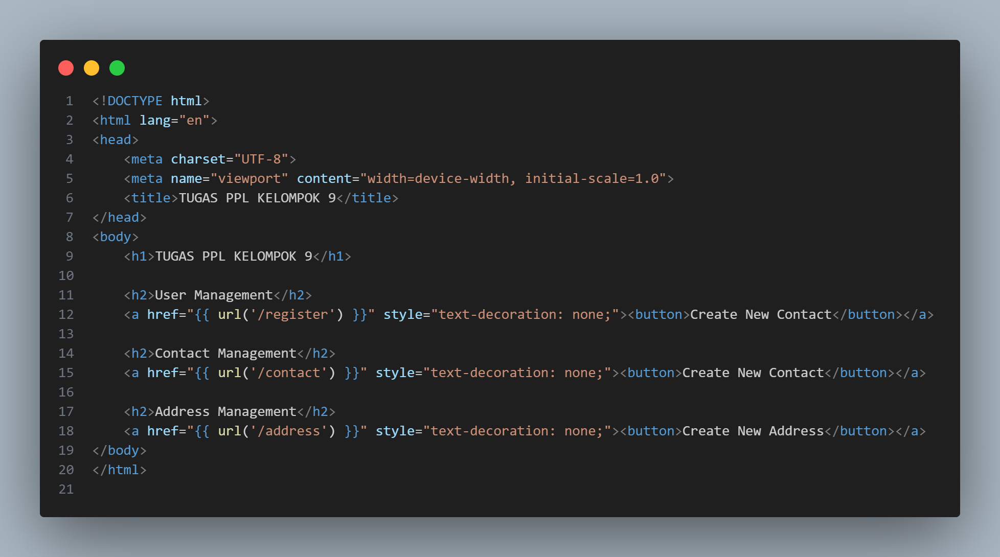 1 <!DOCTYPE html>
2 <html lang="en">
3 <head>
4     <meta charset="UTF-8">
5     <meta name="viewport" content="width=device-width, initial-scale=1.0">
6     <title>TUGAS PPL KELOMPOK 9</title>
7 </head>
8 <body>
9     <h1>TUGAS PPL KELOMPOK 9</h1>
10
11     <h2>User Management</h2>
12     <a href="{{ url('/register') }}" style="text-decoration: none;"><button>Create New Contact</button></a>
13
14     <h2>Contact Management</h2>
15     <a href="{{ url('/contact') }}" style="text-decoration: none;"><button>Create New Contact</button></a>
16
17     <h2>Address Management</h2>
18     <a href="{{ url('/address') }}" style="text-decoration: none;"><button>Create New Address</button></a>
19 </body>
20 </html>
21